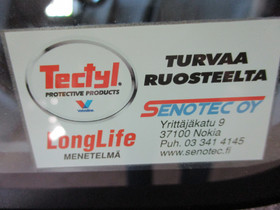 Tectyl.
PROTECTIVE PRODUCTS
VALVOLINE
LongLife
MENETELMÄ
TURVAA
RUOSTEELTA
SENOTEC OY
Yrittäjäkatu 9
37100 Nokia
Puh. 03 341 4145
www.senotec.fi